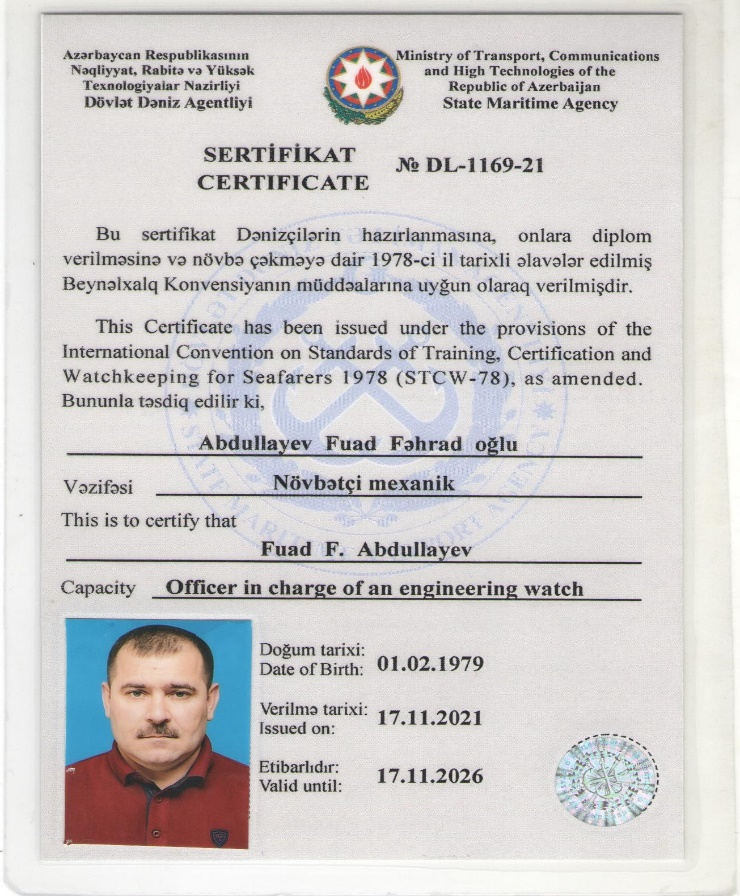 Azərbaycan Respublikasının
Nəqliyyat, Rabitə və Yüksək
Texnologiyalar Nazirliyi
Dövlət Dəniz Agentliyi
Ministry of Transport, Communications
and High Technologies of the
Republic of Azerbaijan
State Maritime Agency
SERTİFİKAT
CERTIFICATE
№ DL-1169-21
Bu sertifikat Dənizçilərin hazırlanmasına, onlara diplom
verilməsinə və növbə çəkməyə dair 1978-ci il tarixli əlavələr edilmiş
Beynəlxalq Konvensiyanın müddəalarına uyğun olaraq verilmişdir.
This Certificate has been issued under the provisions of the
International Convention on Standards of Training, Certification and
Watchkeeping for Seafarers 1978 (STCW-78), as amended.
Bununla təsdiq edilir ki,
Abdullayev Fuad Fəhrad oğlu
Vəzifəsi Növbətçi mexanik
This is to certify that
Fuad F. Abdullayev
Capacity Officer in charge of an engineering watch
Doğum tarixi:
Date of Birth: 01.02.1979
Verilmə tarixi:
Issued on: 17.11.2021
Etibarlıdır:
Valid until: 17.11.2026